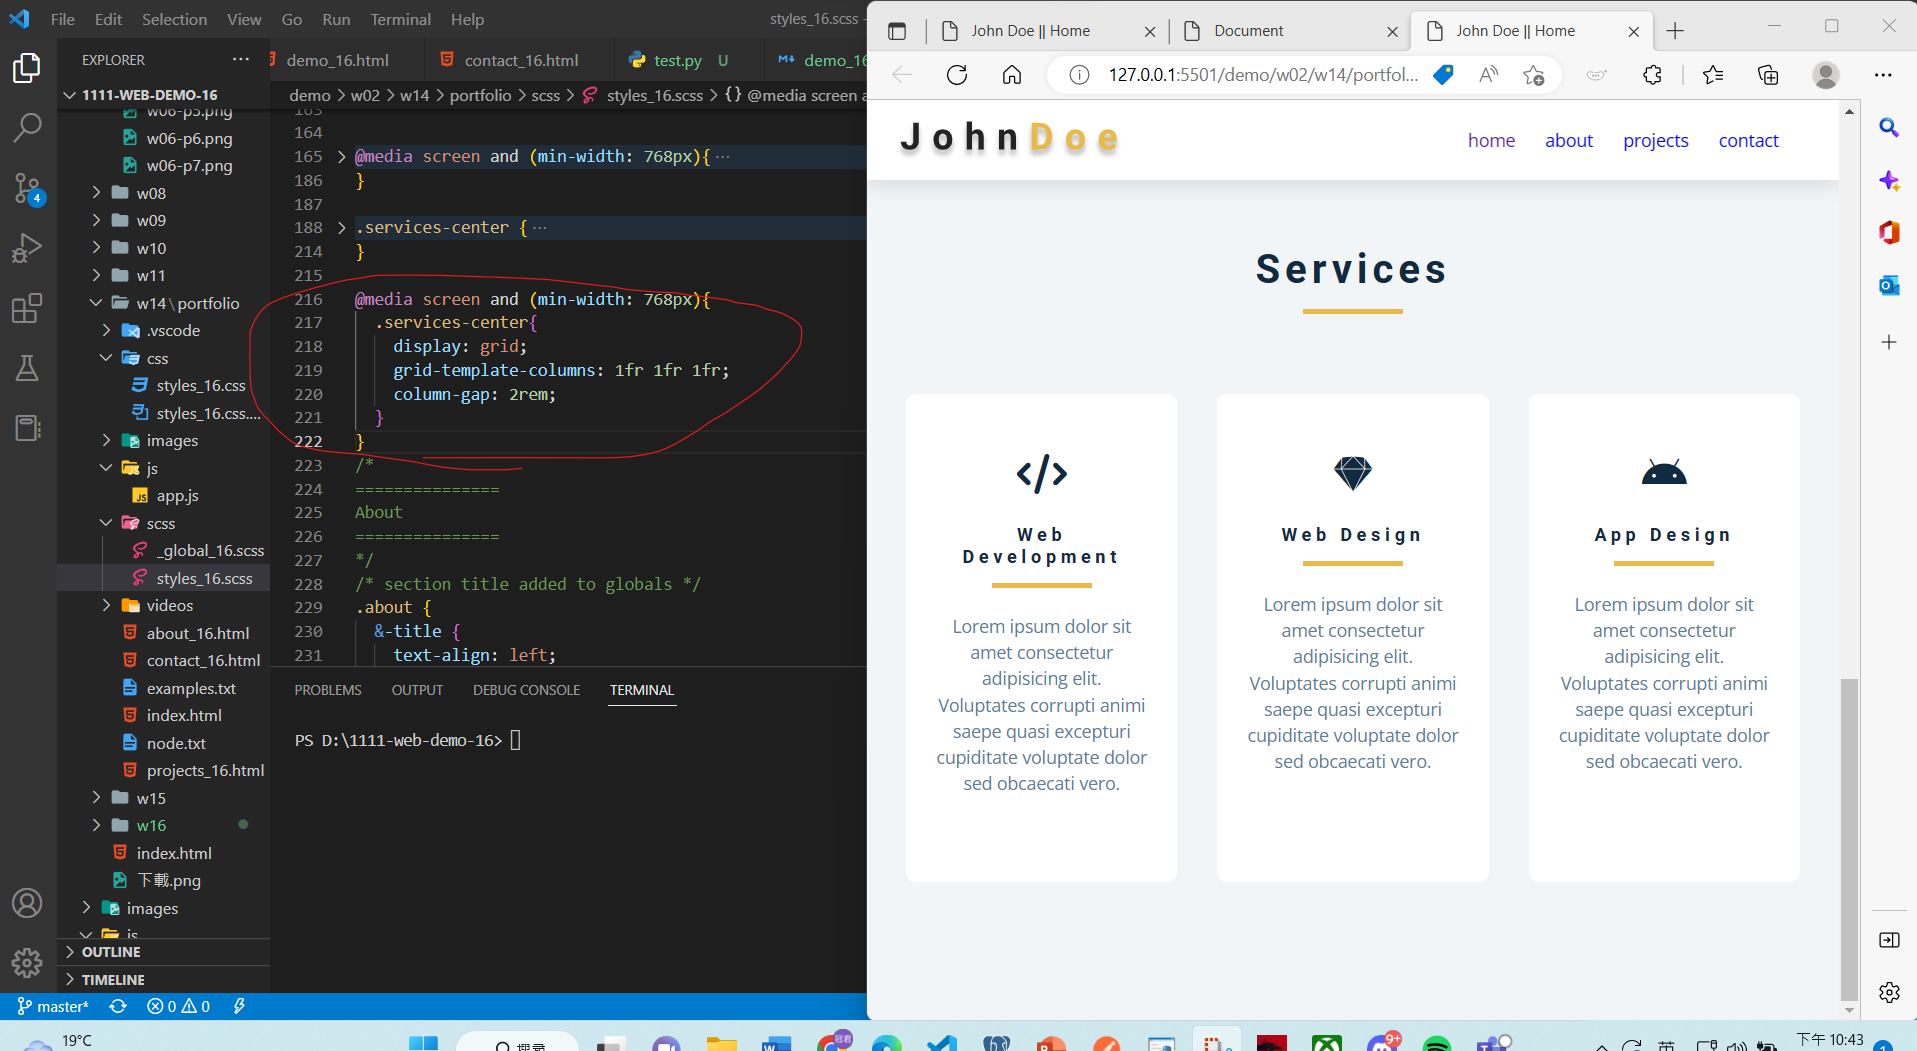 File Edit Selection View Go Run Terminal Help
styles_16.scss -
EXPLORER
1111-WEB-DEMO-16
w06-p5.png
w06-p6.png
w06-p7.png
w08
w09
w10
w11
w14\portfolio
.vscode
css
styles_16.css
styles_16.css....
images
js
app.js
scss
_global_16.scss
styles_16.scss
videos
about_16.html
contact_16.html
examples.txt
index.html
node.txt
projects_16.html
w15
w16
index.html
下載.png
images
js
OUTLINE
TIMELINE
4
demo_16.html contact_16.html test.py U demo_16
demo > w02 > w14 > portfolio > scss > styles_16.scss > {} @media screen a
163
164
165 @media screen and (min-width: 768px){ ...
186 }
187
188 .services-center { ...
214 }
215
216 @media screen and (min-width: 768px){
217 .services-center{
218 display: grid;
219 grid-template-columns: 1fr 1fr 1fr;
220 column-gap: 2rem;
221 }
222 }
223 /*
224 ===============
225 About
226 ===============
227 */
228 /* section title added to globals */
229 .about {
230 &-title {
231 text-align: left;
PROBLEMS OUTPUT DEBUG CONSOLE TERMINAL
PS D:\1111-web-demo-16>
master* 0 0
John Doe || Home Document John Doe || Home
127.0.0.1:5501/demo/w02/w14/portfol...
JohnDoe
home about projects contact
Services
Web
Development
Lorem ipsum dolor sit
amet consectetur
adipisicing elit.
Voluptates corrupti animi
saepe quasi excepturi
cupiditate voluptate dolor
sed obcaecati vero.
Web Design
Lorem ipsum dolor sit
amet consectetur
adipisicing elit.
Voluptates corrupti animi
saepe quasi excepturi
cupiditate voluptate dolor
sed obcaecati vero.
App Design
Lorem ipsum dolor sit
amet consectetur
adipisicing elit.
Voluptates corrupti animi
saepe quasi excepturi
cupiditate voluptate dolor
sed obcaecati vero.
19°C
搜尋
9+
英
下午 10:43
1